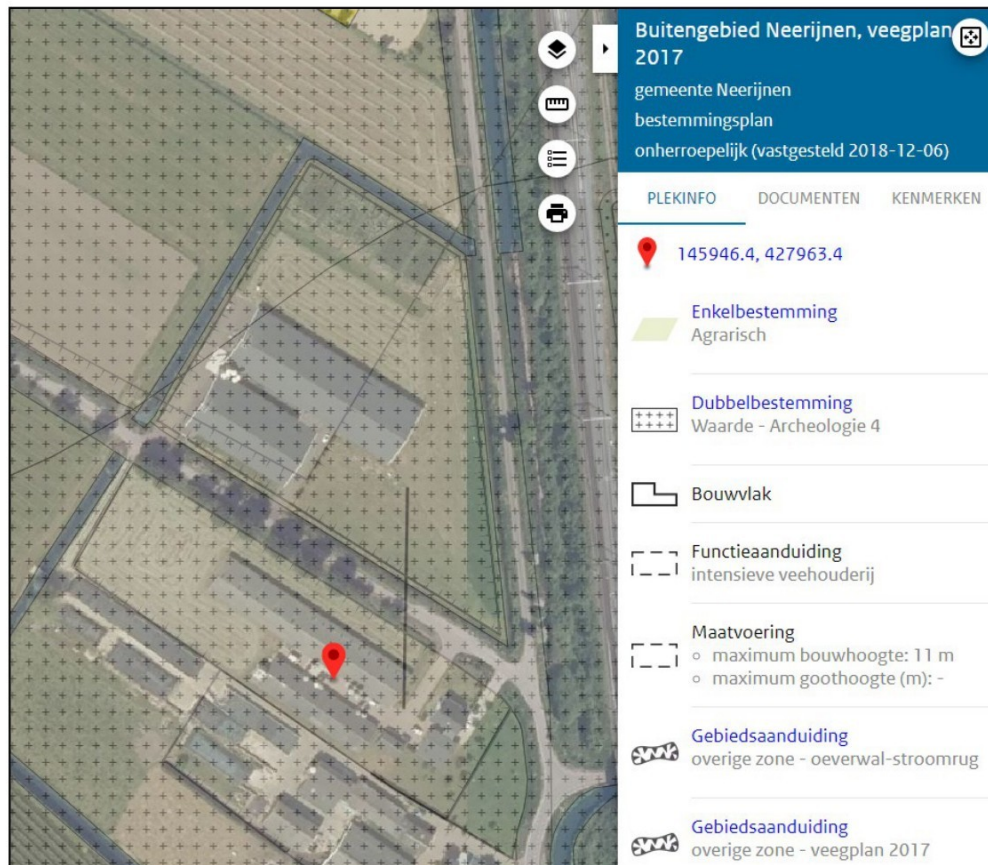 Buitengebied Neerijnen, veegplan
2017
gemeente Neerijnen
bestemmingsplan
onherroepelijk (vastgesteld 2018-12-06)
PLEKINFO DOCUMENTEN KENMERKEN
145946.4, 427963.4
Enkelbestemming
Agrarisch
Dubbelbestemming
Waarde - Archeologie 4
Bouwvlak
Functieaanduiding
intensieve veehouderij
Maatvoering
maximum bouwhoogte: 11 m
maximum goothoogte (m): -
Gebiedsaanduiding
overige zone - oeverwal-stroomrug
Gebiedsaanduiding
overige zone - veegplan 2017